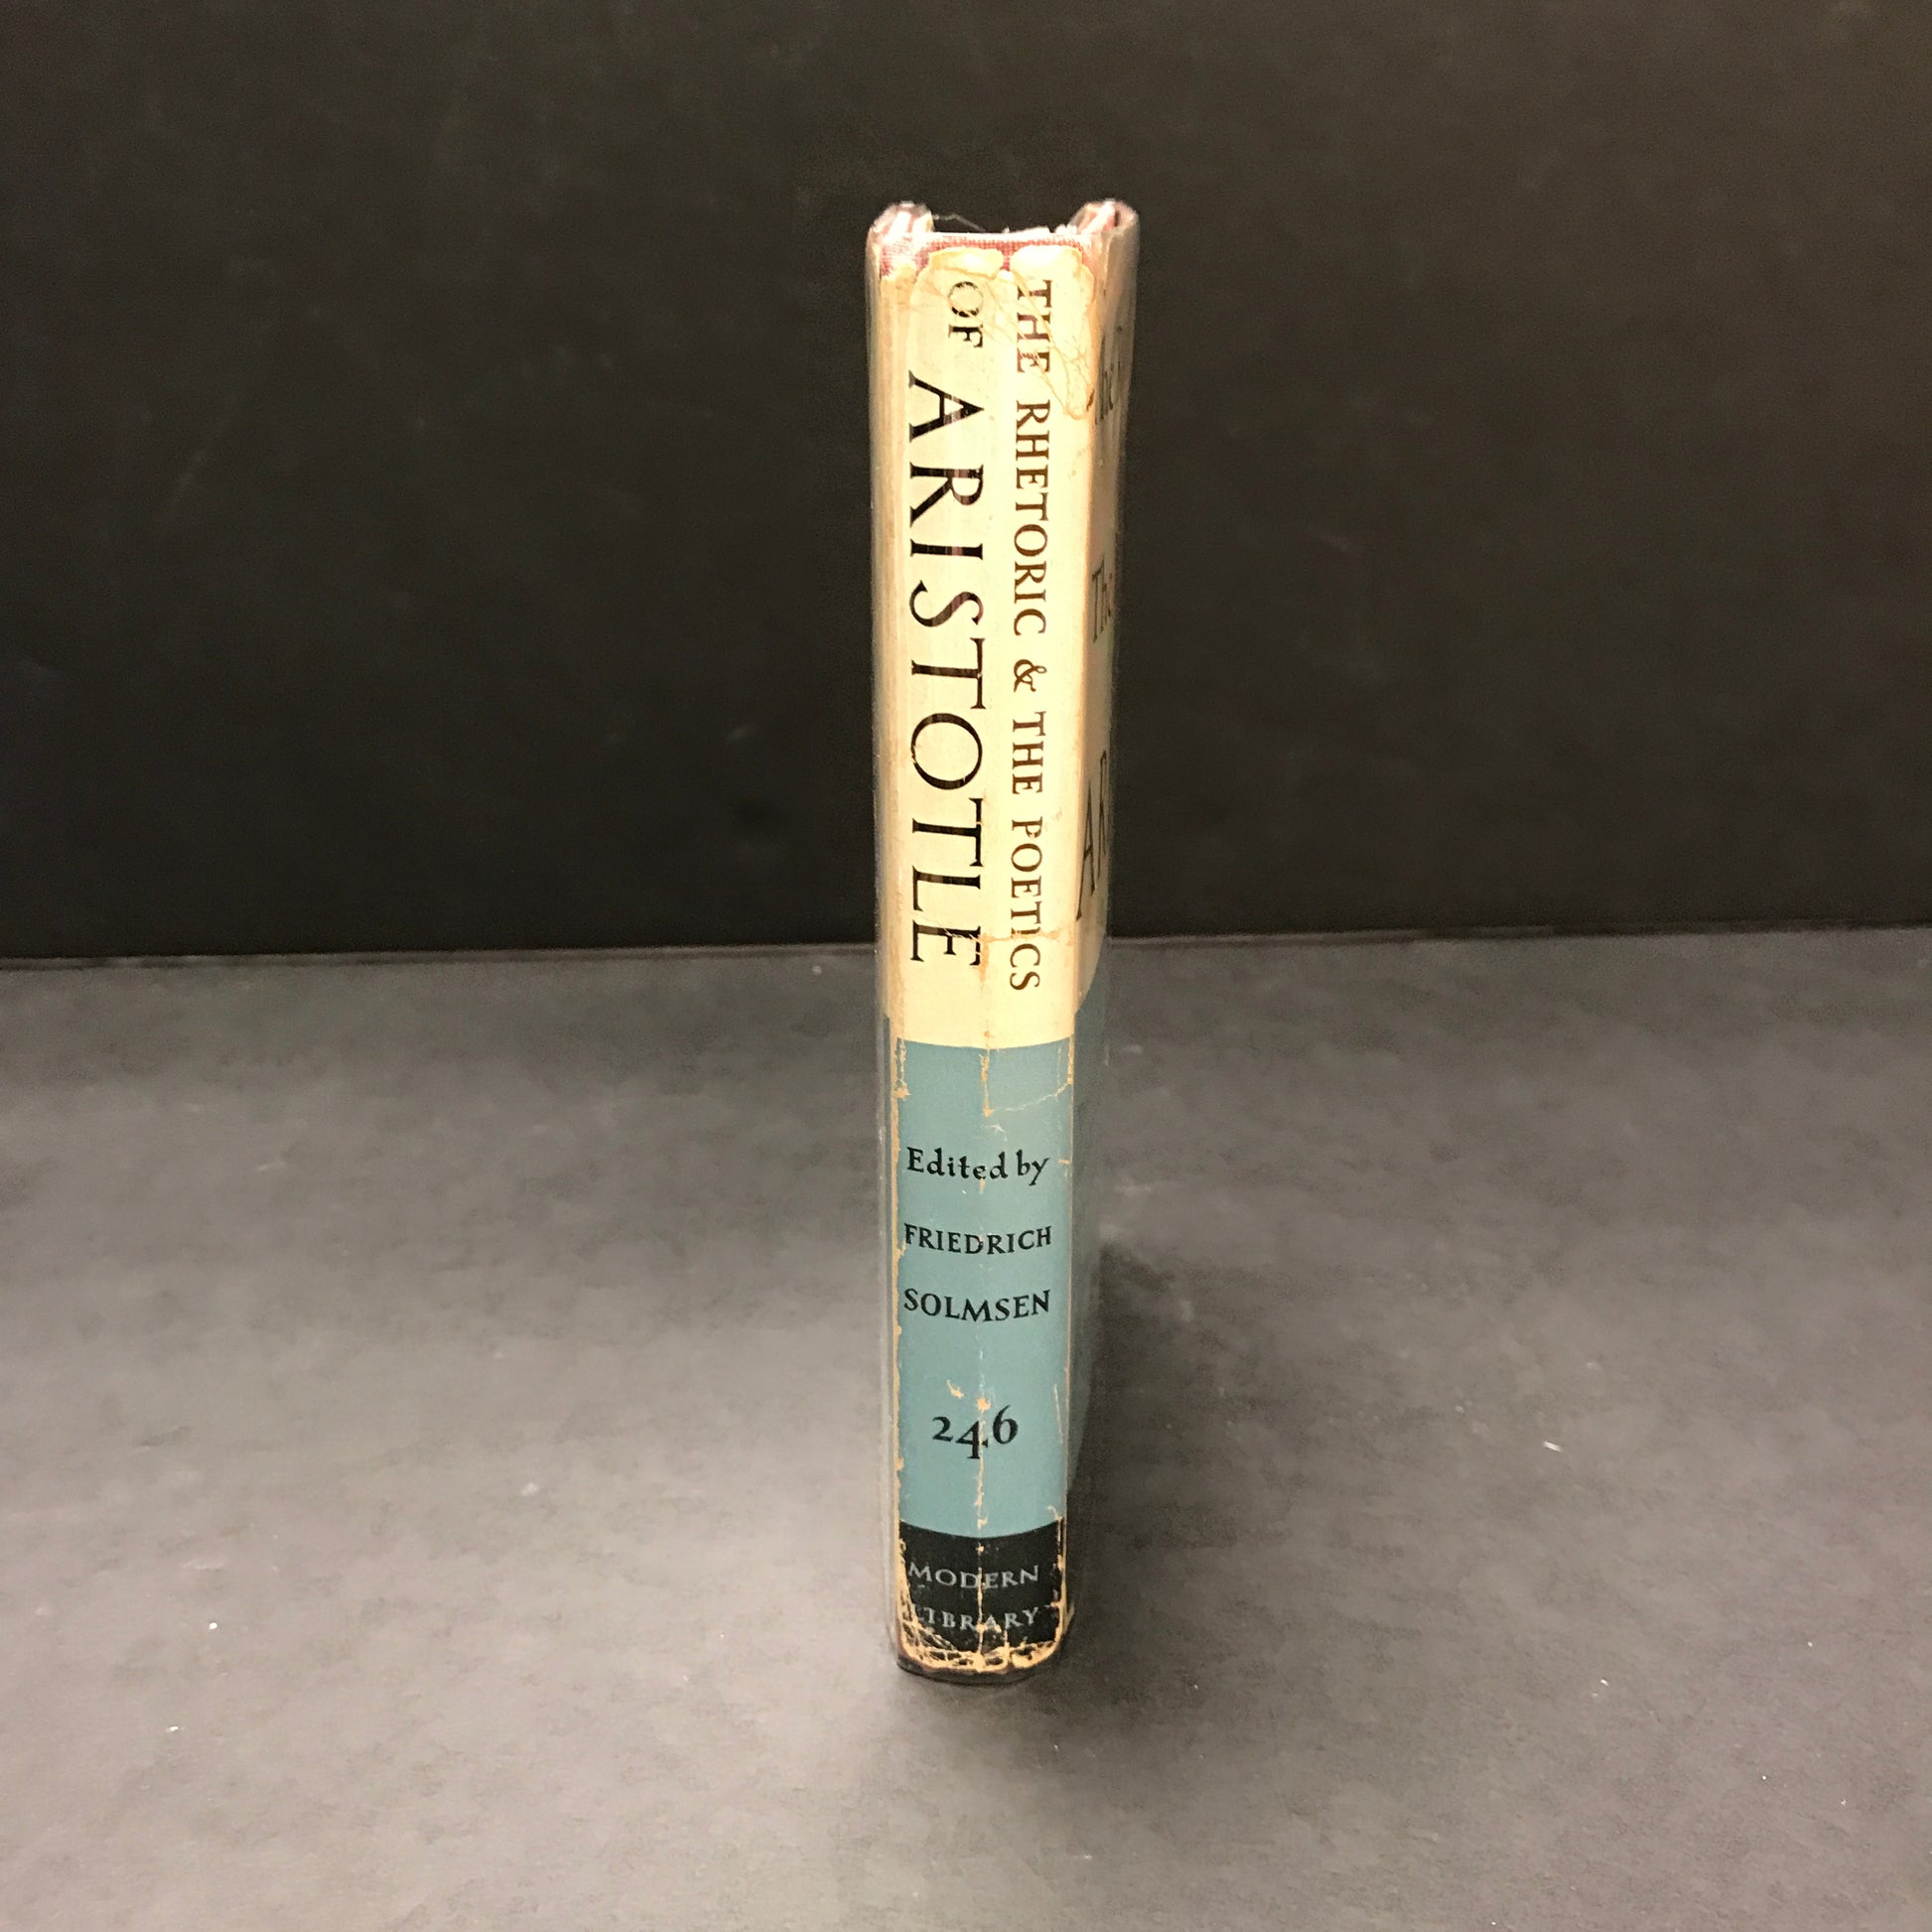 THE RHETORIC & THE POETICS
OF ARISTOTLE
Edited by
FRIEDRICH
SOLMSEN
246
MODERN
LIBRARY